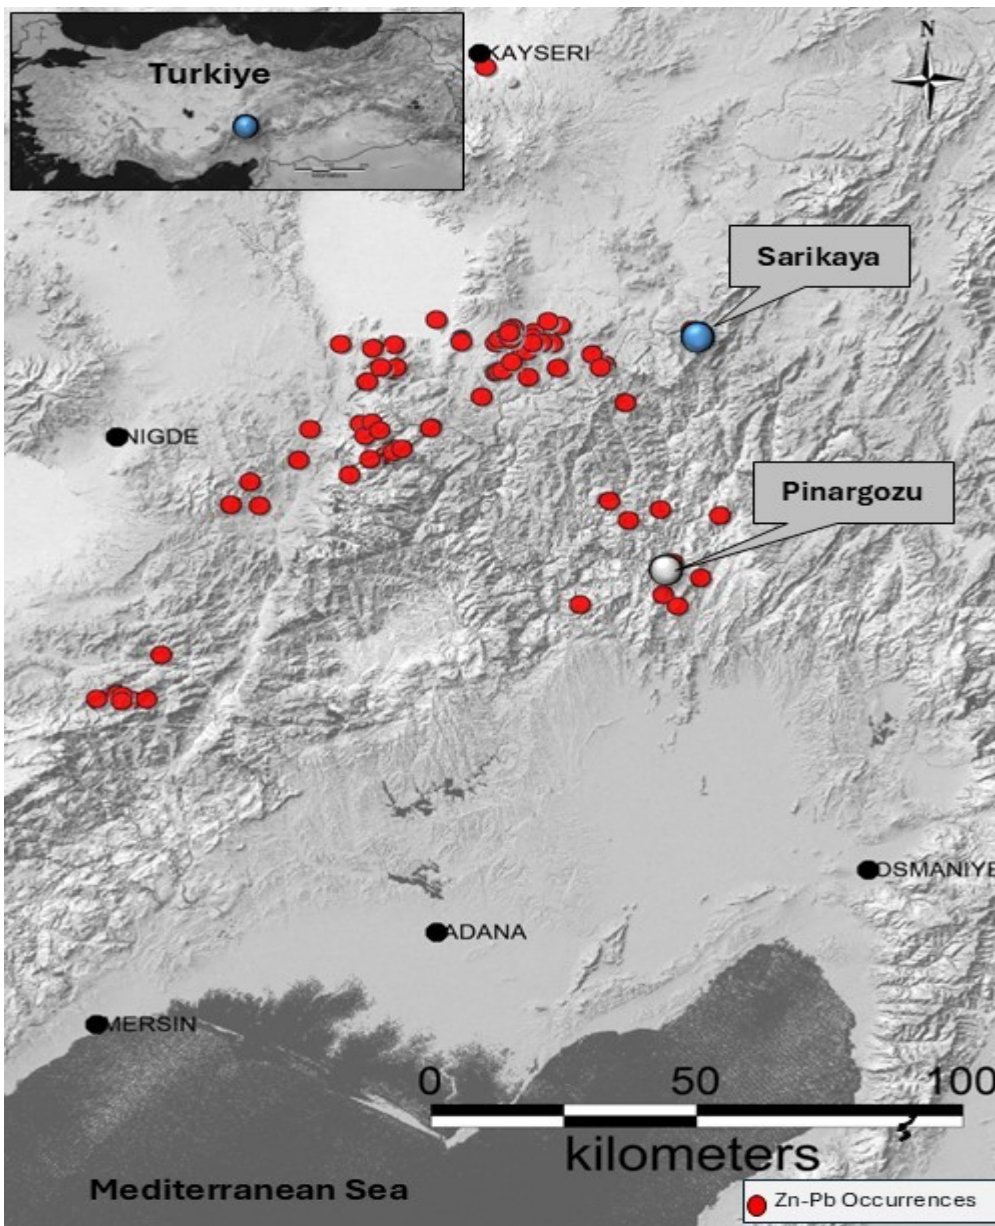 Turkiye
KAYSERI
N
Sarikaya
NIGDE
Pinargozu
OSMANIYE
ADANA
MERSIN
0 50 100
kilometers
Mediterranean Sea
Zn-Pb Occurrences